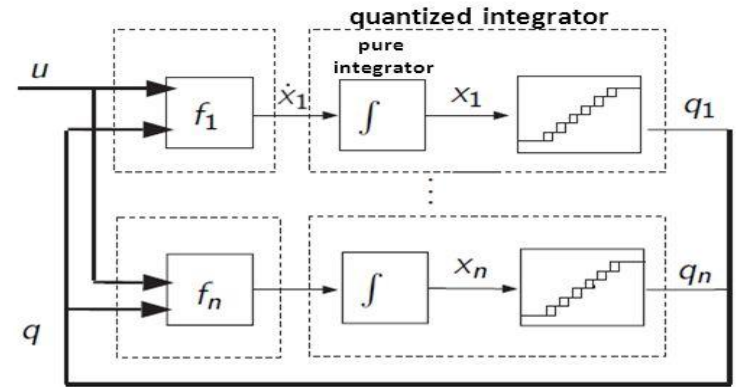 quantized integrator
pure
integrator
u
f₁
ẋ₁
∫
x₁
q₁
⋮
fₙ
∫
xₙ
qₙ
q